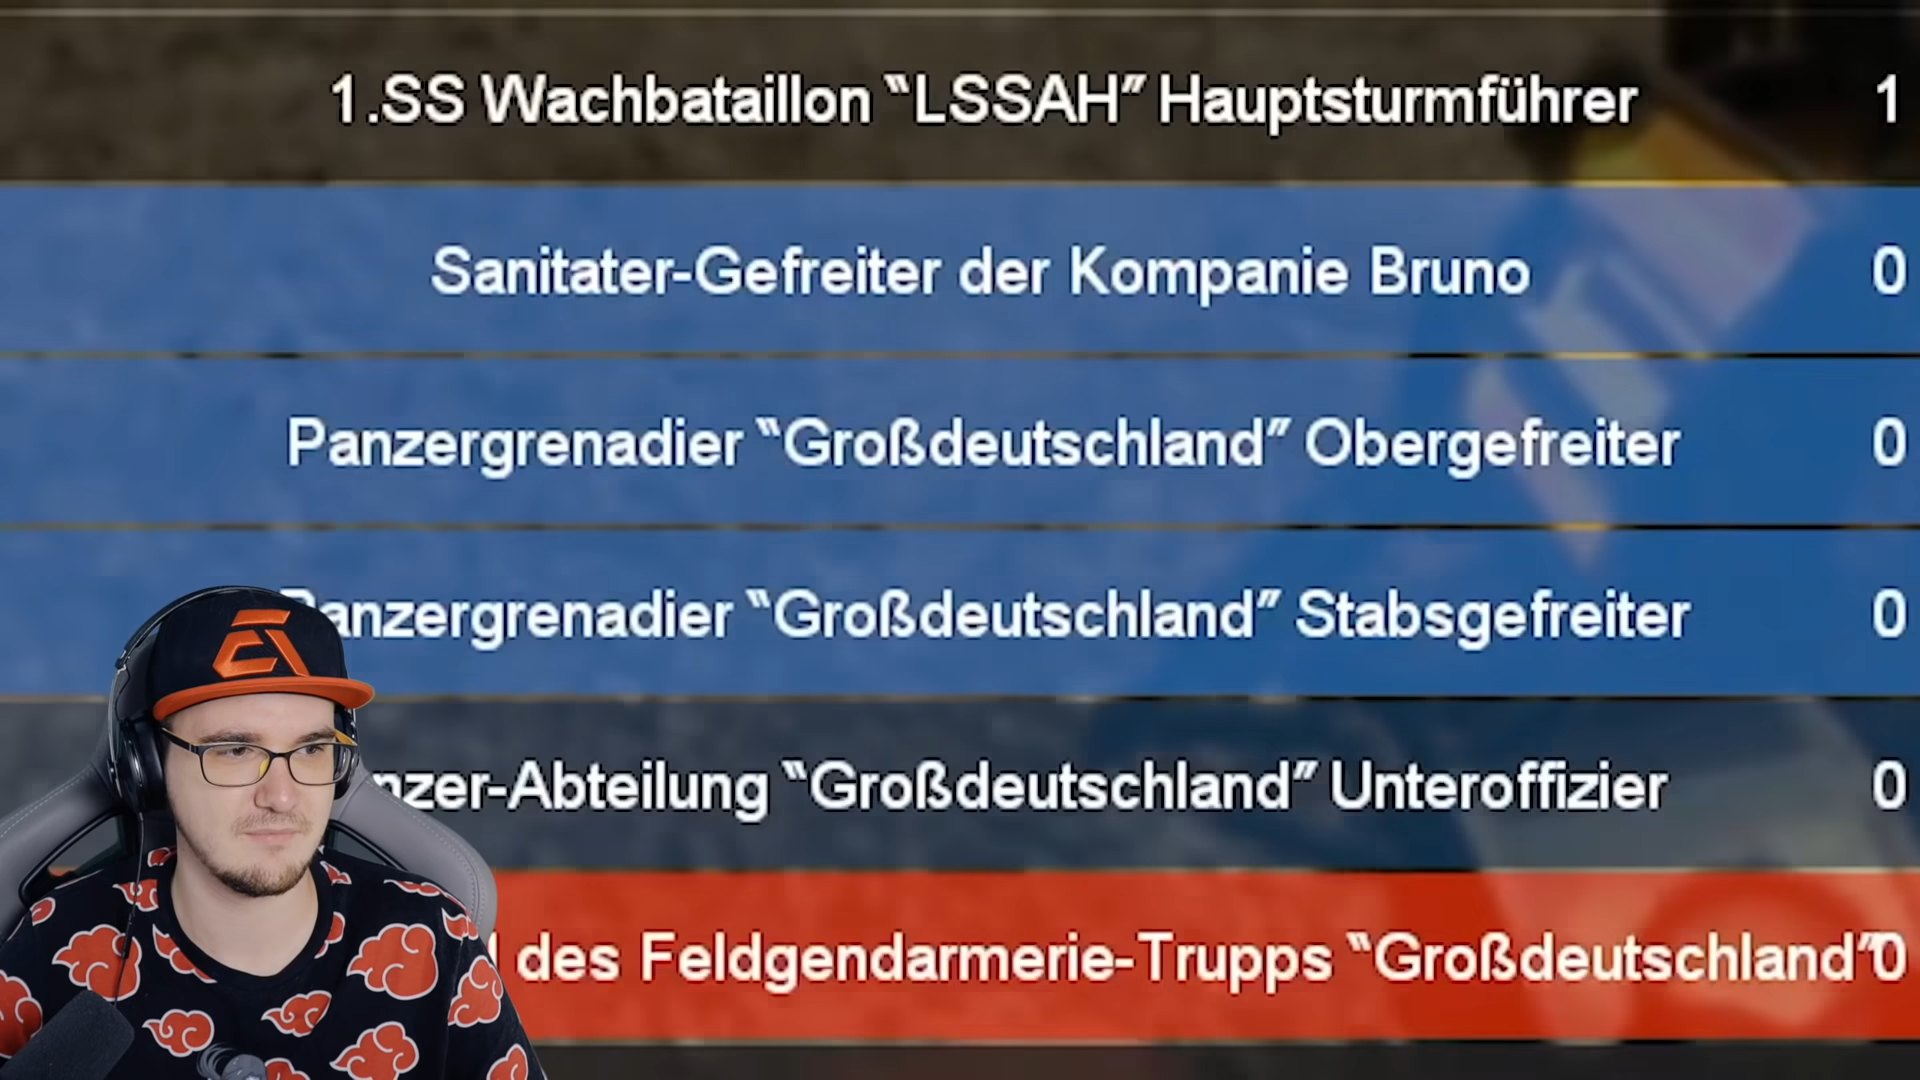 1.SS Wachbataillon “LSSAH” Hauptsturmführer 1
Sanitater-Gefreiter der Kompanie Bruno 0
Panzergrenadier “Großdeutschland” Obergefreiter 0
Panzergrenadier “Großdeutschland” Stabsgefreiter 0
nzer-Abteilung “Großdeutschland” Unteroffizier 0
des Feldgendarmerie-Trupps “Großdeutschland” 0